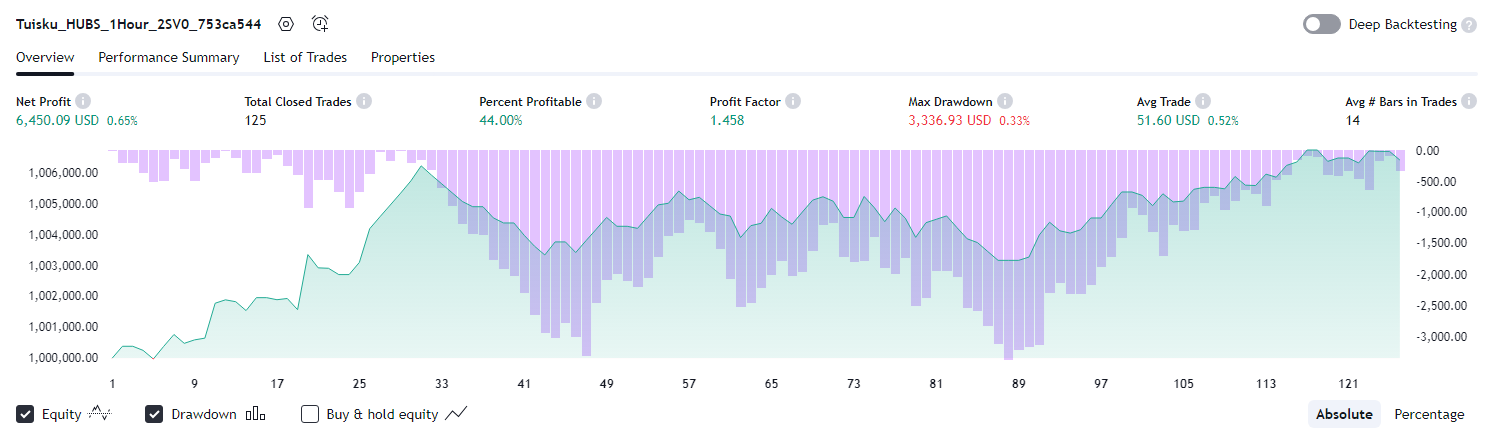 Tuisku_HUBS_1Hour_2SV0_753ca544 Deep Backtesting ?
Overview Performance Summary List of Trades Properties
Net Profit i Total Closed Trades i Percent Profitable i Profit Factor i Max Drawdown i Avg Trade i Avg # Bars in Trades i
6,450.09 USD 0.65% 125 44.00% 1.458 3,336.93 USD 0.33% 51.60 USD 0.52% 14
0.00
1,006,000.00 -500.00
1,005,000.00 -1,000.00
1,004,000.00 -1,500.00
1,003,000.00 -2,000.00
1,002,000.00 -2,500.00
1,001,000.00 -3,000.00
1,000,000.00
1 9 17 25 33 41 49 57 65 73 81 89 97 105 113 121
Equity Drawdown Buy & hold equity Absolute Percentage